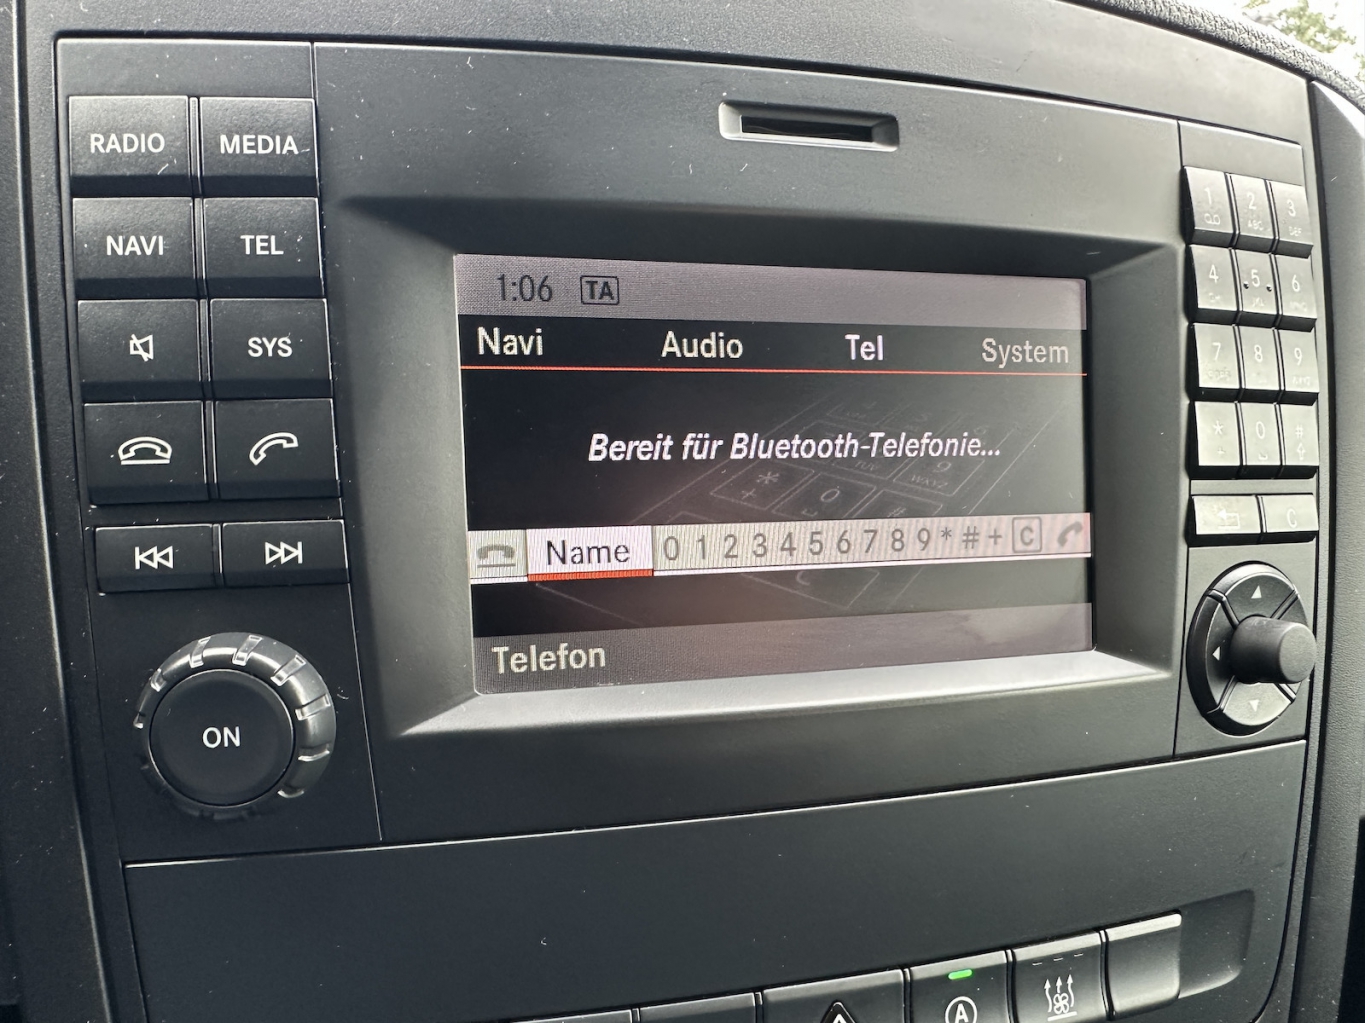 RADIO MEDIA
NAVI TEL
SYS
ON
1:06 TA
Navi Audio Tel System
Bereit für Bluetooth-Telefonie...
Name 0 1 2 3 4 5 6 7 8 9 * # + C
Telefon
1 2 3
4 5 6
7 8 9
* 0 #
C
A